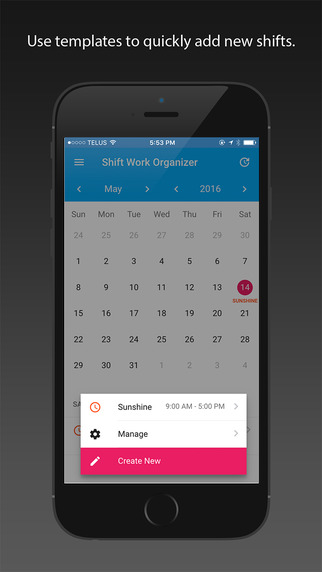 Use templates to quickly add new shifts.
TELUS 5:53 PM
Shift Work Organizer
May 2016
Sun Mon Tue Wed Thu Fri Sat
24 25 26 27 28 29 30
1 2 3 4 5 6 7
8 9 10 11 12 13 14
SUNSHINE
15 16 17 18 19 20 21
22 23 24 25 26 27 28
29 30 31 1 2 3 4
SA
Sunshine 9:00 AM - 5:00 PM
Manage
Create New